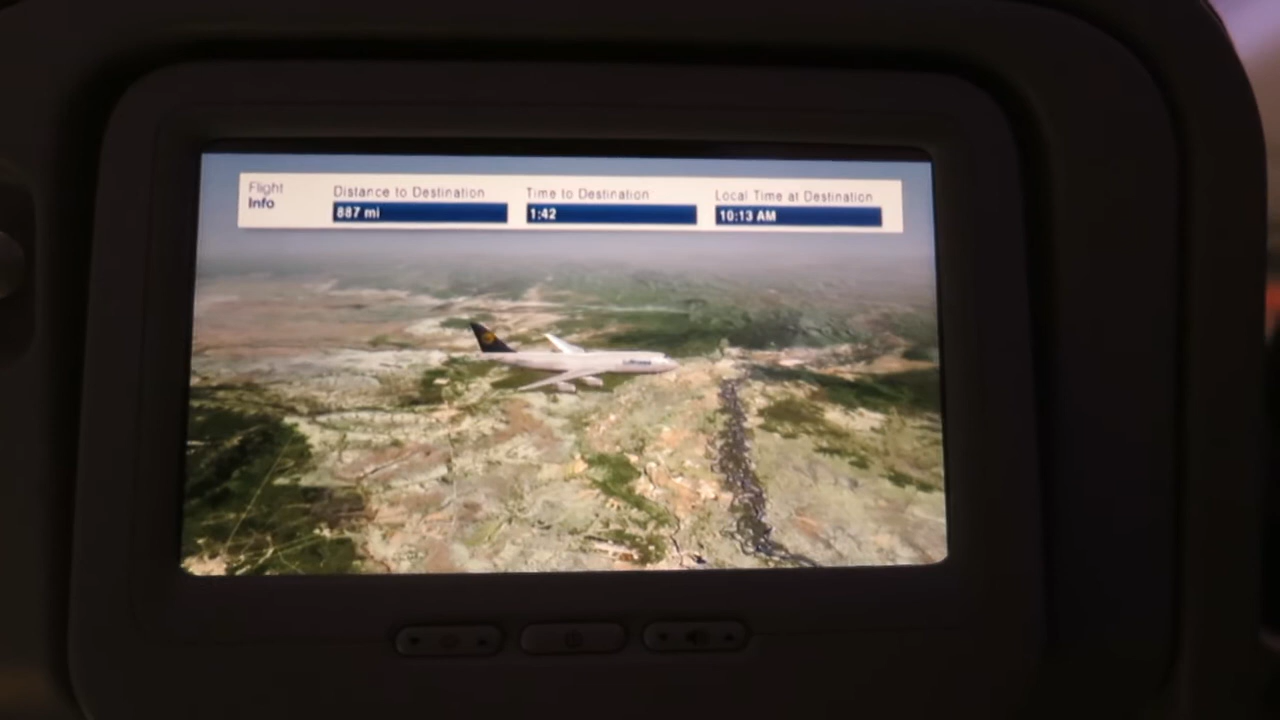 Flight
Info
Distance to Destination
887 mi
Time to Destination
1:42
Local Time at Destination
10:13 AM